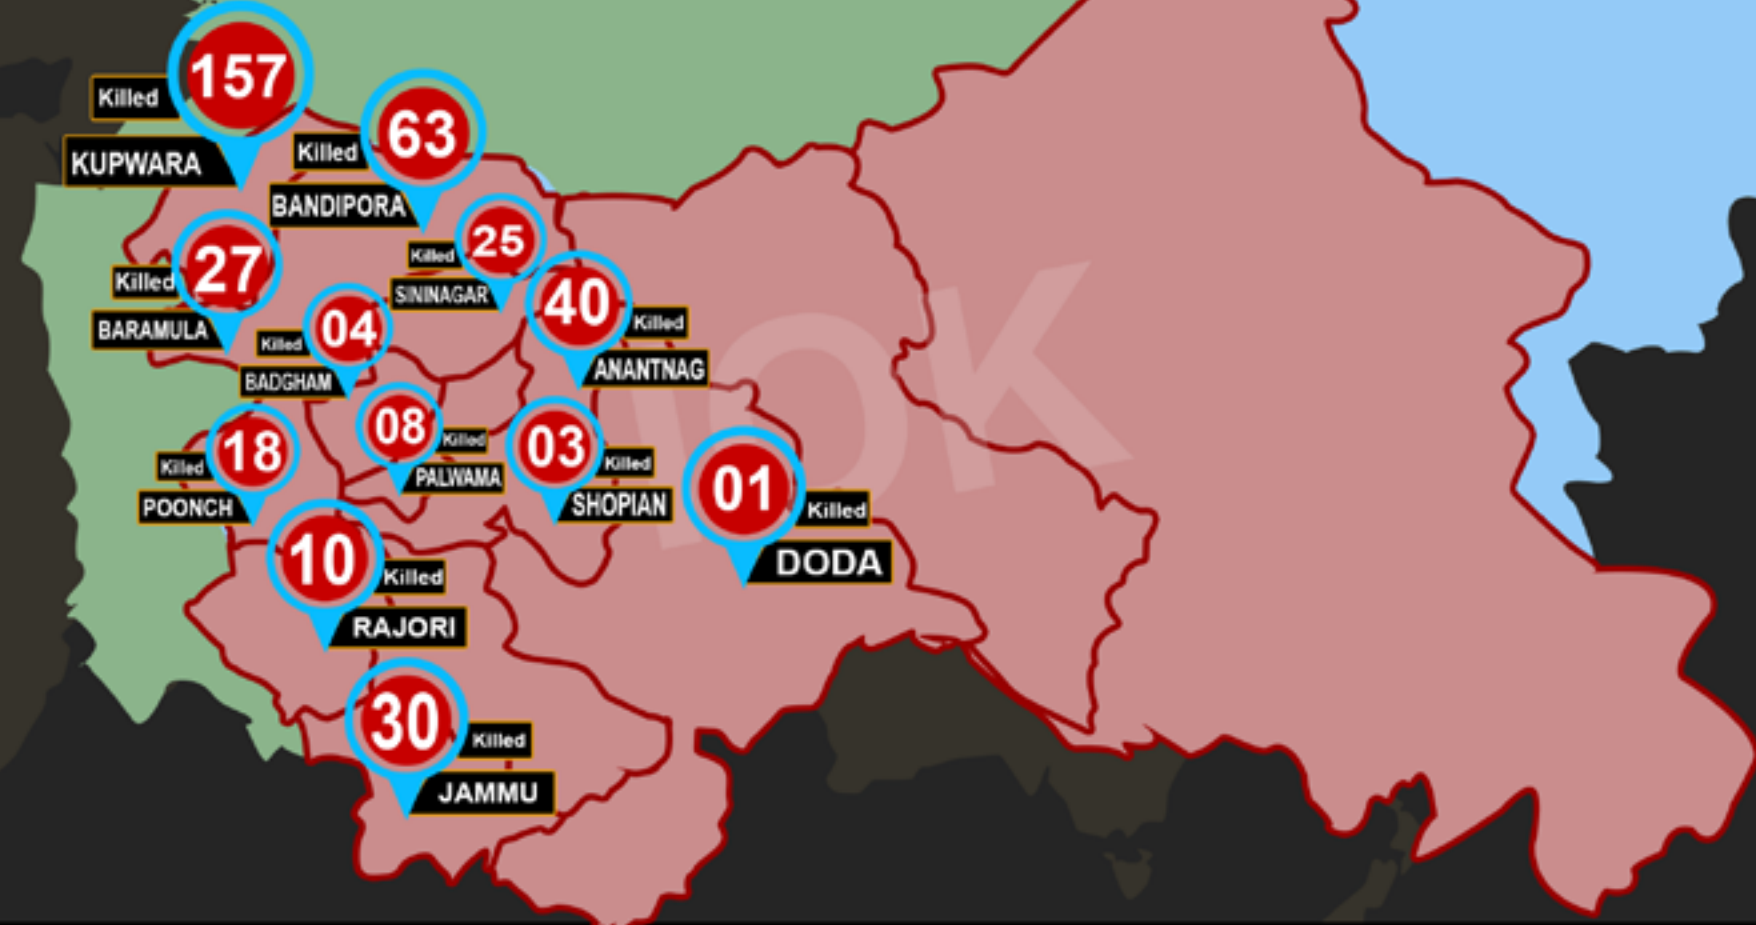 157
Killed
KUPWARA
63
Killed
BANDIPORA
25
Killed
SININAGAR
27
Killed
BARAMULA
40
Killed
ANANTNAG
04
Killed
BADGHAM
08
Killed
PALWAMA
03
Killed
SHOPIAN
18
Killed
POONCH
01
Killed
DODA
10
Killed
RAJORI
30
Killed
JAMMU
IOK